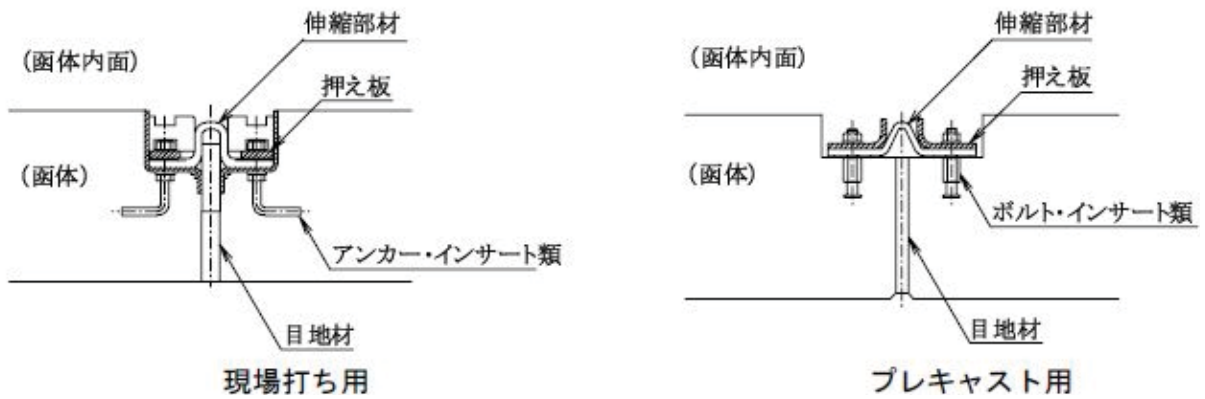 伸縮部材
(函体内面)
押え板
(函体)
アンカー・インサート類
目地材
現場打ち用
伸縮部材
(函体内面)
押え板
(函体)
ボルト・インサート類
目地材
プレキャスト用